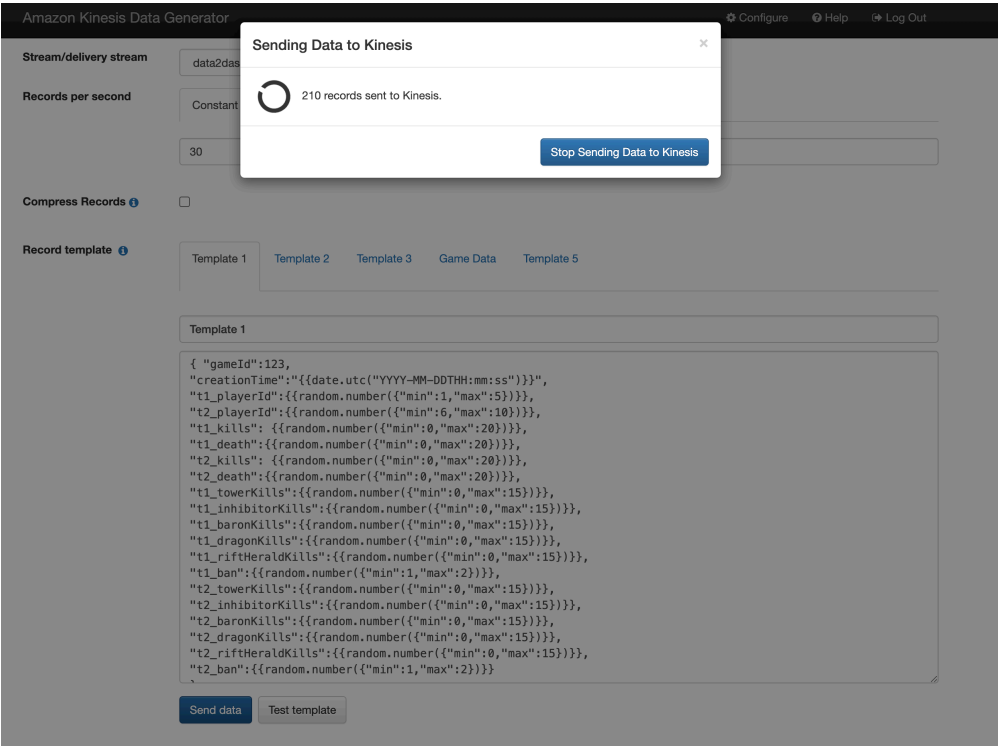 Amazon Kinesis Data Generator
Configure Help Log Out
Sending Data to Kinesis ×
210 records sent to Kinesis.
Stop Sending Data to Kinesis
Stream/delivery stream
data2das
Records per second
Constant
30
Compress Records
Record template
Template 1 Template 2 Template 3 Game Data Template 5
Template 1
{ "gameId":123,
"creationTime":"{{date.utc("YYYY-MM-DDTHH:mm:ss")}}",
"t1_playerId":{{random.number({"min":1,"max":5})}},
"t2_playerId":{{random.number({"min":6,"max":10})}},
"t1_kills": {{random.number({"min":0,"max":20})}},
"t1_death":{{random.number({"min":0,"max":20})}},
"t2_kills": {{random.number({"min":0,"max":20})}},
"t2_death":{{random.number({"min":0,"max":20})}},
"t1_towerKills":{{random.number({"min":0,"max":15})}},
"t1_inhibitorKills":{{random.number({"min":0,"max":15})}},
"t1_baronKills":{{random.number({"min":0,"max":15})}},
"t1_dragonKills":{{random.number({"min":0,"max":15})}},
"t1_riftHeraldKills":{{random.number({"min":0,"max":15})}},
"t1_ban":{{random.number({"min":1,"max":2})}},
"t2_towerKills":{{random.number({"min":0,"max":15})}},
"t2_inhibitorKills":{{random.number({"min":0,"max":15})}},
"t2_baronKills":{{random.number({"min":0,"max":15})}},
"t2_dragonKills":{{random.number({"min":0,"max":15})}},
"t2_riftHeraldKills":{{random.number({"min":0,"max":15})}},
"t2_ban":{{random.number({"min":1,"max":2})}}
Send data Test template